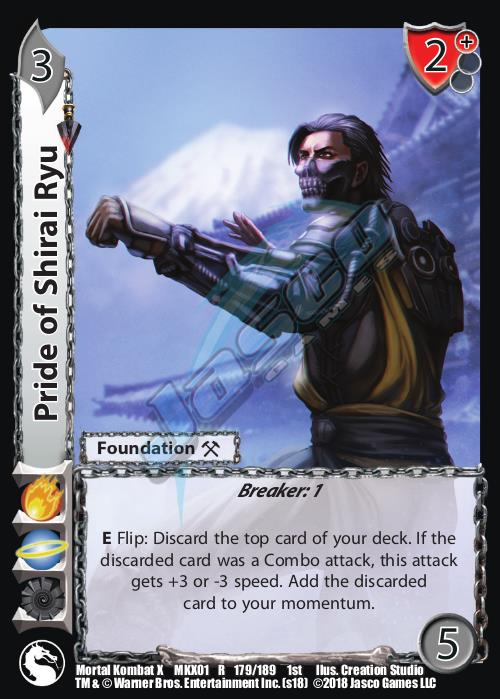 3
2
+
Pride of Shirai Ryu
JASCO
GAMES
Foundation
Breaker: 1
E Flip: Discard the top card of your deck. If the
discarded card was a Combo attack, this attack
gets +3 or -3 speed. Add the discarded
card to your momentum.
5
Mortal Kombat X MKX01 R 179/189 1st Ilus. Creation Studio
TM & © Warner Bros. Entertainment Inc. (s18) ©2018 Jasco Games LLC